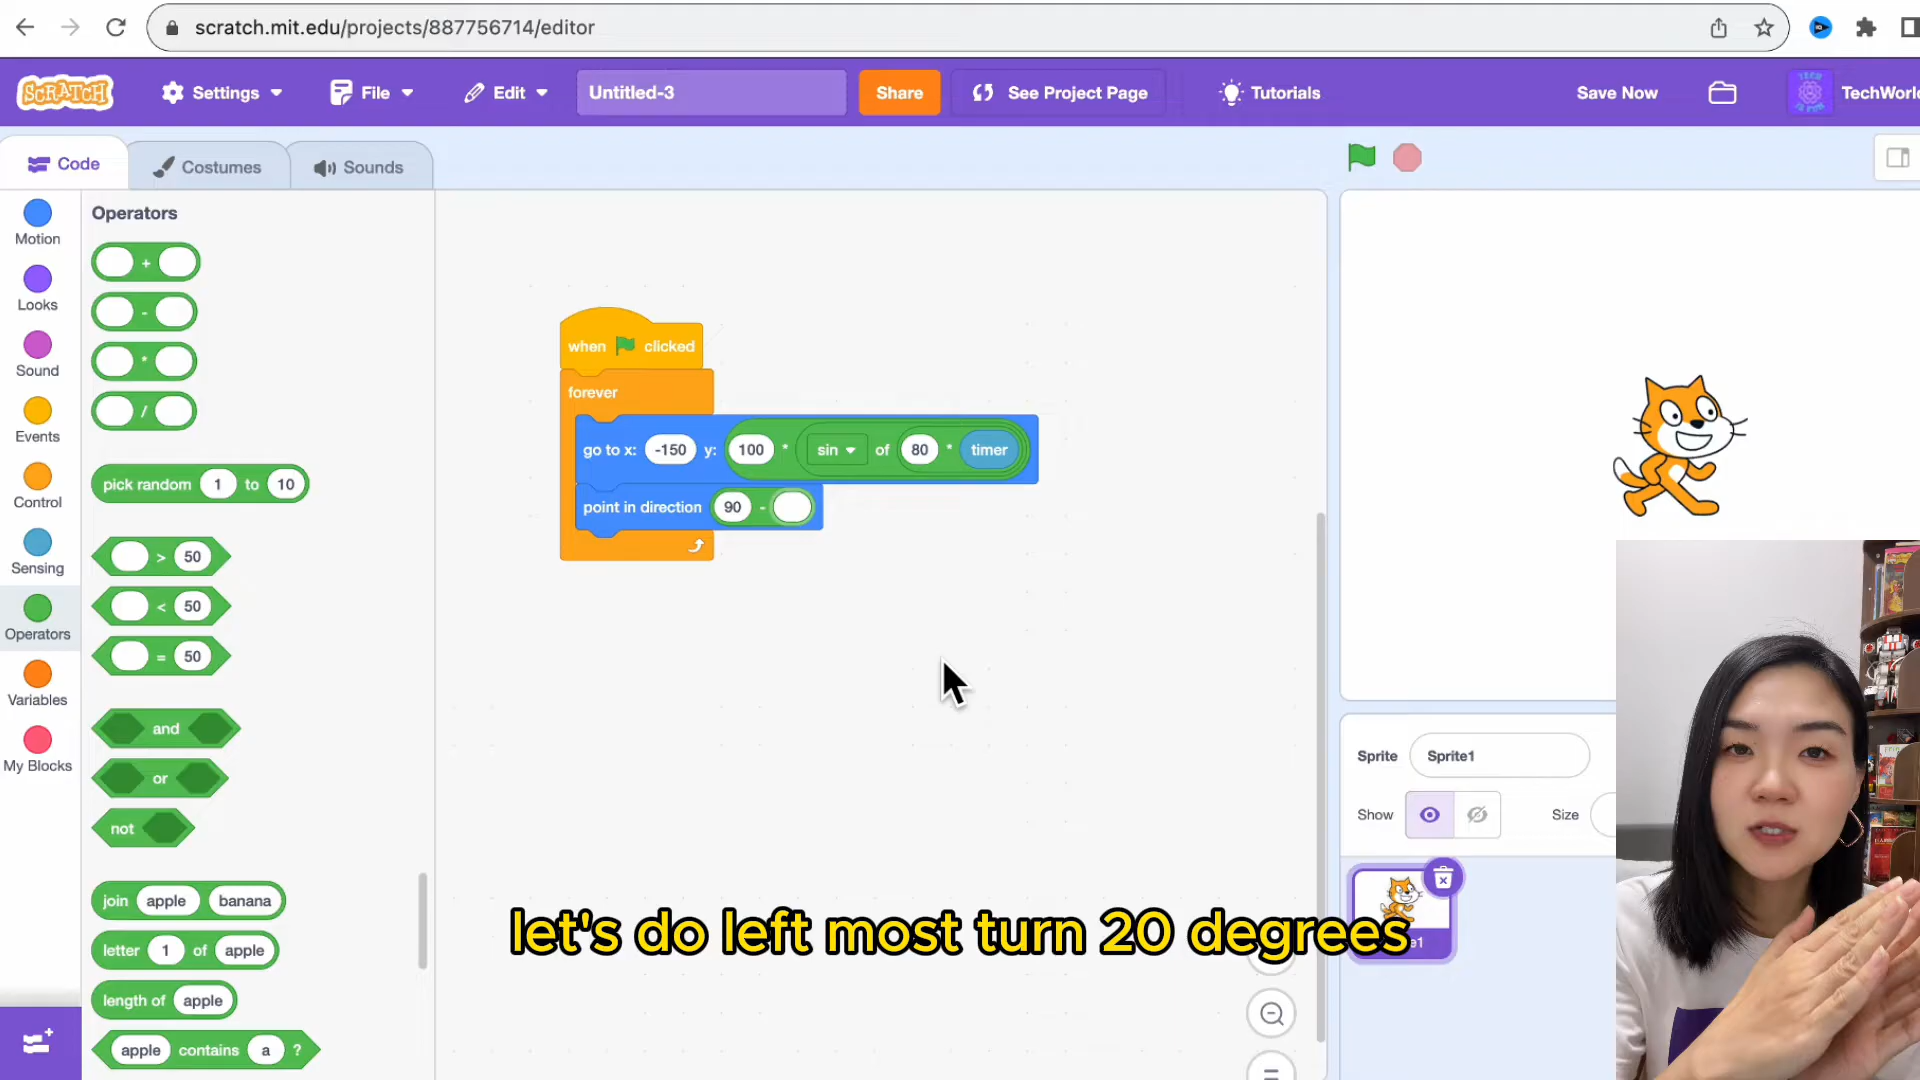 scratch.mit.edu/projects/887756714/editor
SCRATCH
Settings
File
Edit
Untitled-3
Share
See Project Page
Tutorials
Save Now
TechWorl
Code
Costumes
Sounds
Motion
Looks
Sound
Events
Control
Sensing
Operators
Variables
My Blocks
Operators
+
-
*
/
pick random 1 to 10
> 50
< 50
= 50
and
or
not
join apple banana
letter 1 of apple
length of apple
apple contains a ?
when clicked
forever
go to x: -150 y: 100 * sin of 80 * timer
point in direction 90 -
Sprite
Sprite1
Show
Size
let's do left most turn 20 degrees